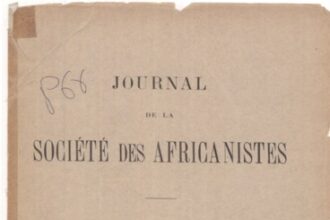 JOURNAL
DE LA
SOCIÉTÉ DES AFRICANISTES